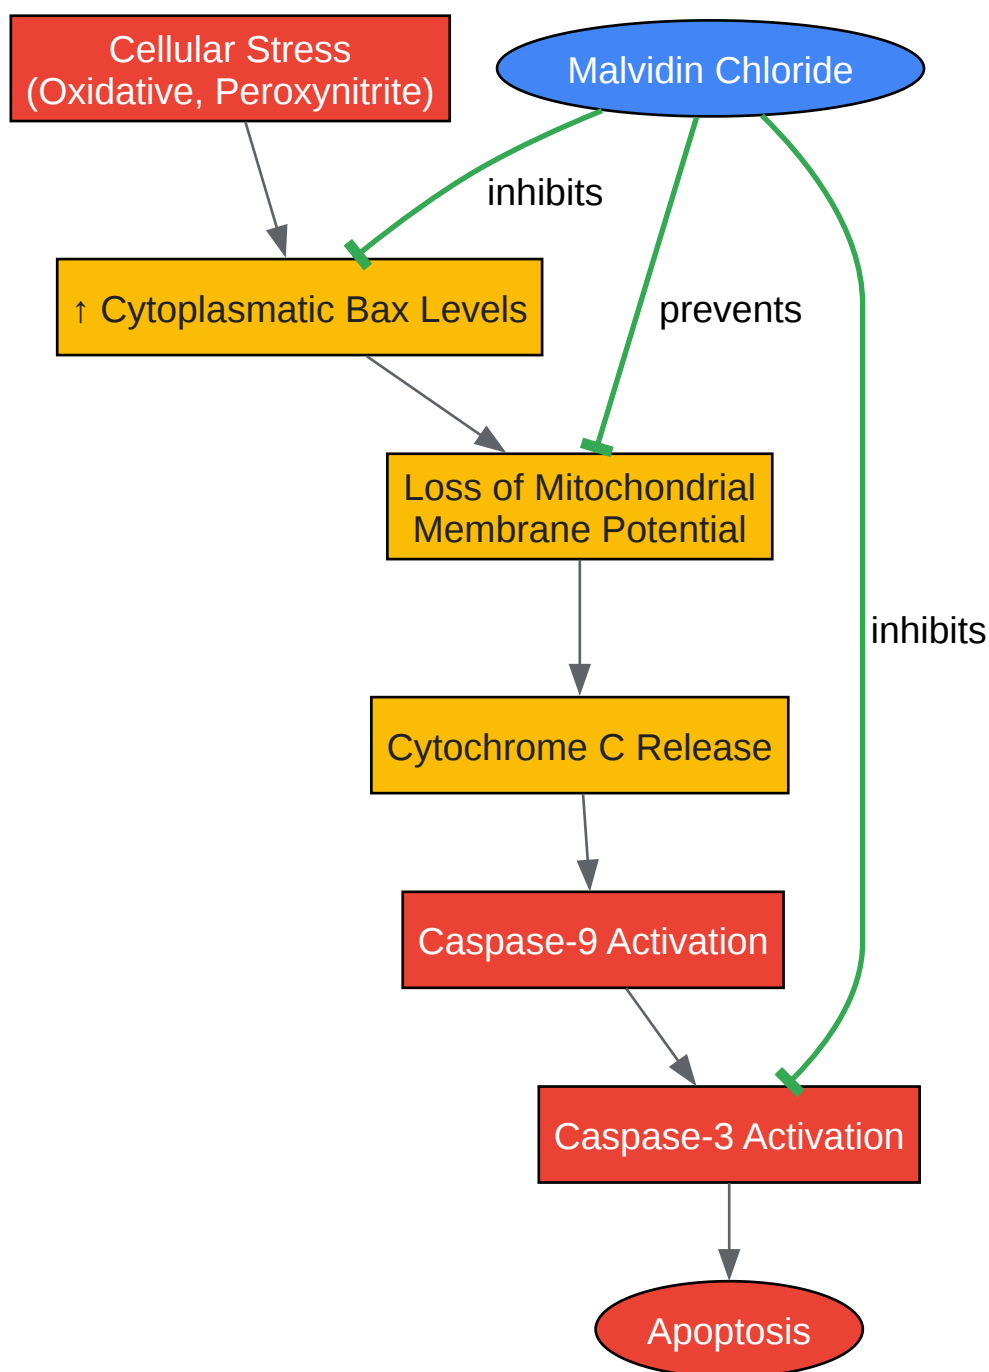 Cellular Stress
(Oxidative, Peroxynitrite)
Malvidin Chloride
inhibits
↑ Cytoplasmatic Bax Levels
prevents
Loss of Mitochondrial
Membrane Potential
inhibits
Cytochrome C Release
Caspase-9 Activation
Caspase-3 Activation
Apoptosis